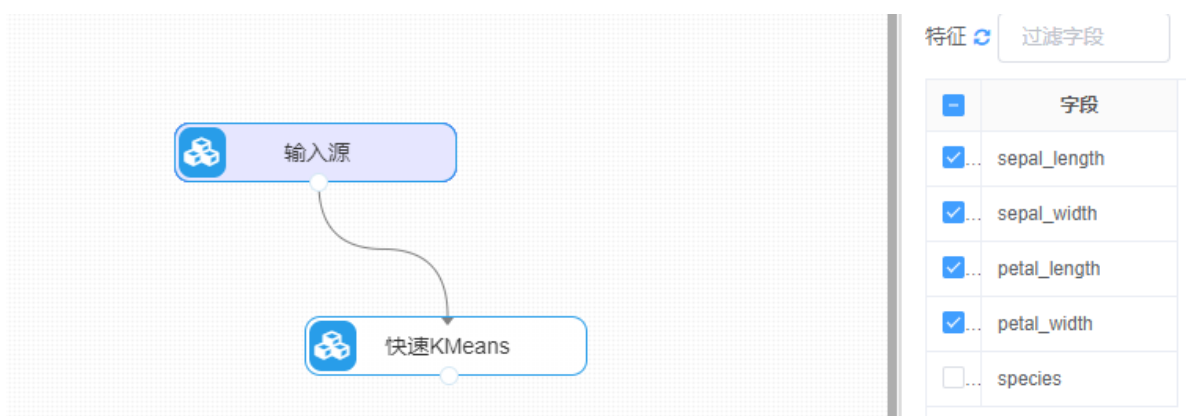 输入源
快速KMeans
特征 过滤字段
字段
sepal_length
sepal_width
petal_length
petal_width
species